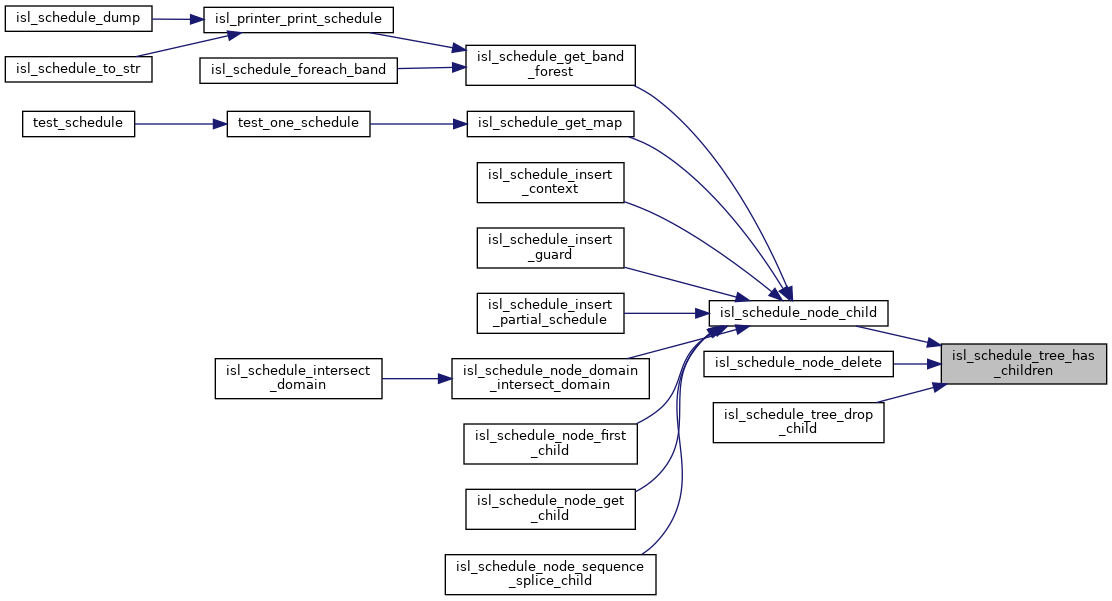 isl_schedule_dump
isl_printer_print_schedule
isl_schedule_to_str
isl_schedule_get_band
_forest
isl_schedule_foreach_band
test_schedule
test_one_schedule
isl_schedule_get_map
isl_schedule_insert
_context
isl_schedule_insert
_guard
isl_schedule_insert
_partial_schedule
isl_schedule_node_child
isl_schedule_tree_has
_children
isl_schedule_node_delete
isl_schedule_intersect
_domain
isl_schedule_node_domain
_intersect_domain
isl_schedule_tree_drop
_child
isl_schedule_node_first
_child
isl_schedule_node_get
_child
isl_schedule_node_sequence
_splice_child